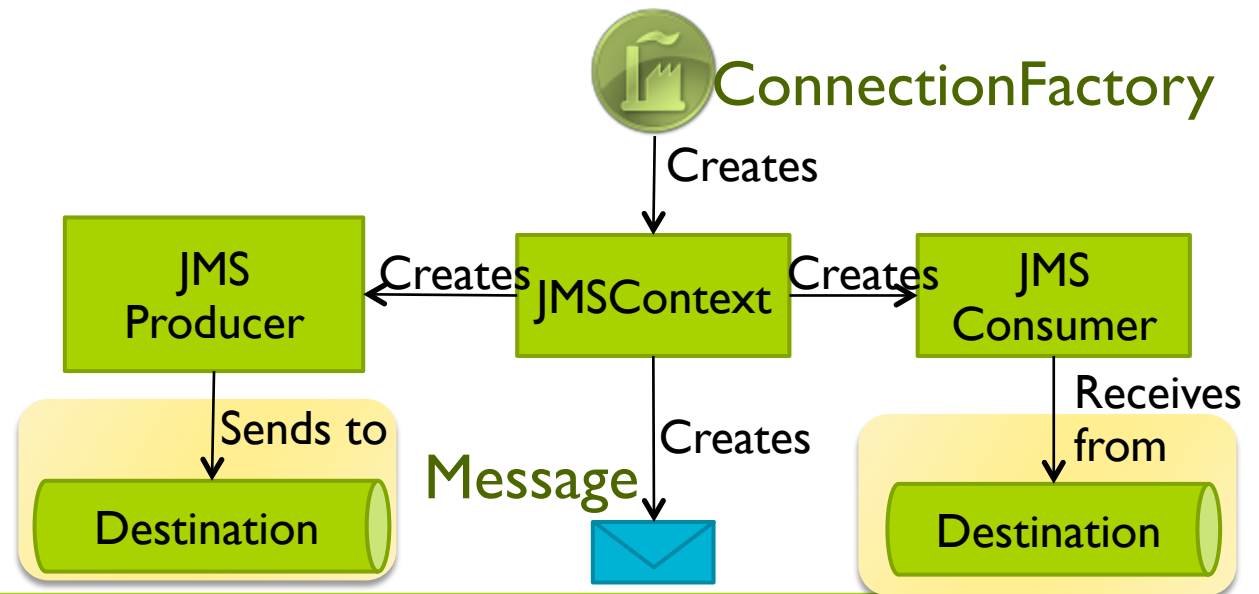 ConnectionFactory
Creates
JMS
Producer
Creates
JMSContext
Creates
JMS
Consumer
Sends to
Destination
Message
Creates
Receives
from
Destination